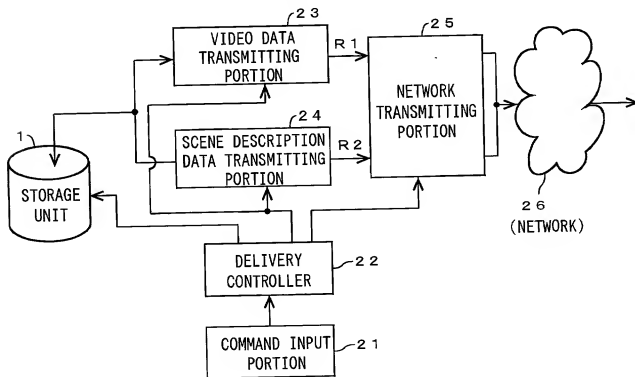 23
VIDEO DATA
TRANSMITTING
PORTION
R1
25
NETWORK
TRANSMITTING
PORTION
24
SCENE DESCRIPTION
DATA TRANSMITTING
PORTION
R2
1
STORAGE
UNIT
26
(NETWORK)
DELIVERY
CONTROLLER
22
COMMAND INPUT
PORTION
21